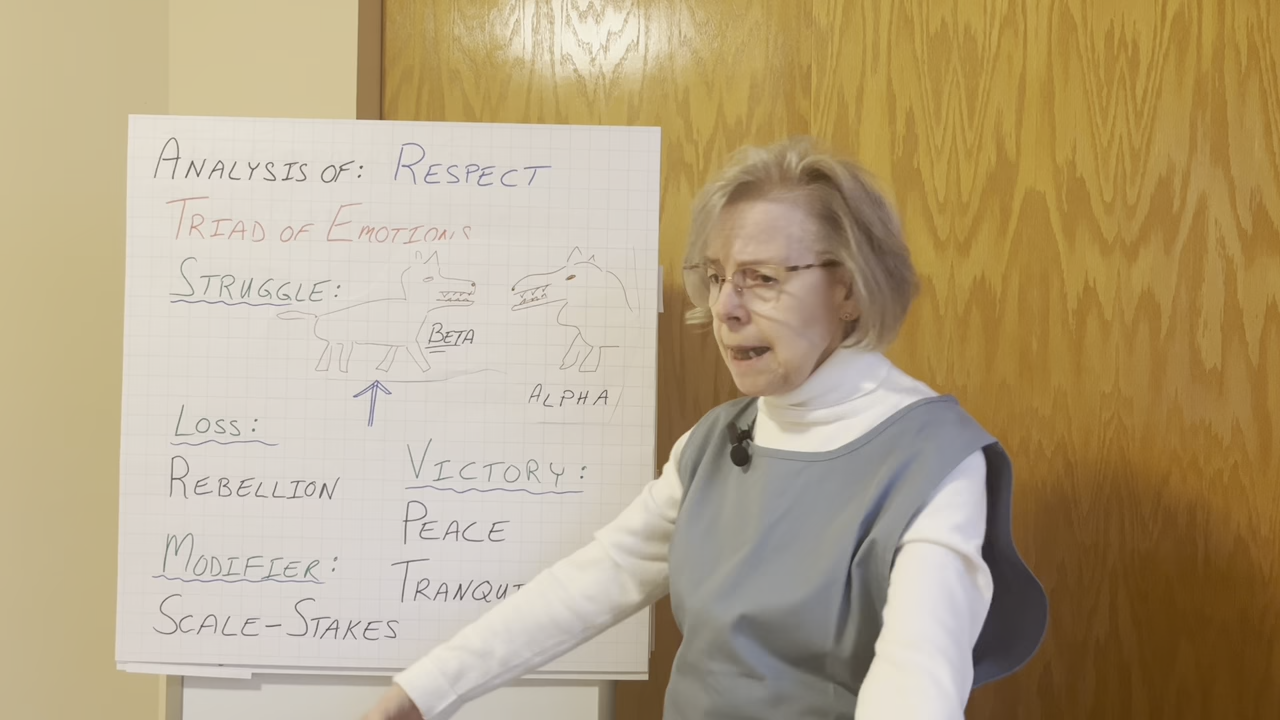 ANALYSIS OF: RESPECT
TRIAD OF EMOTIONS
STRUGGLE:
BETA
ALPHA
LOSS:
REBELLION
VICTORY:
PEACE
MODIFIER:
SCALE-STAKES